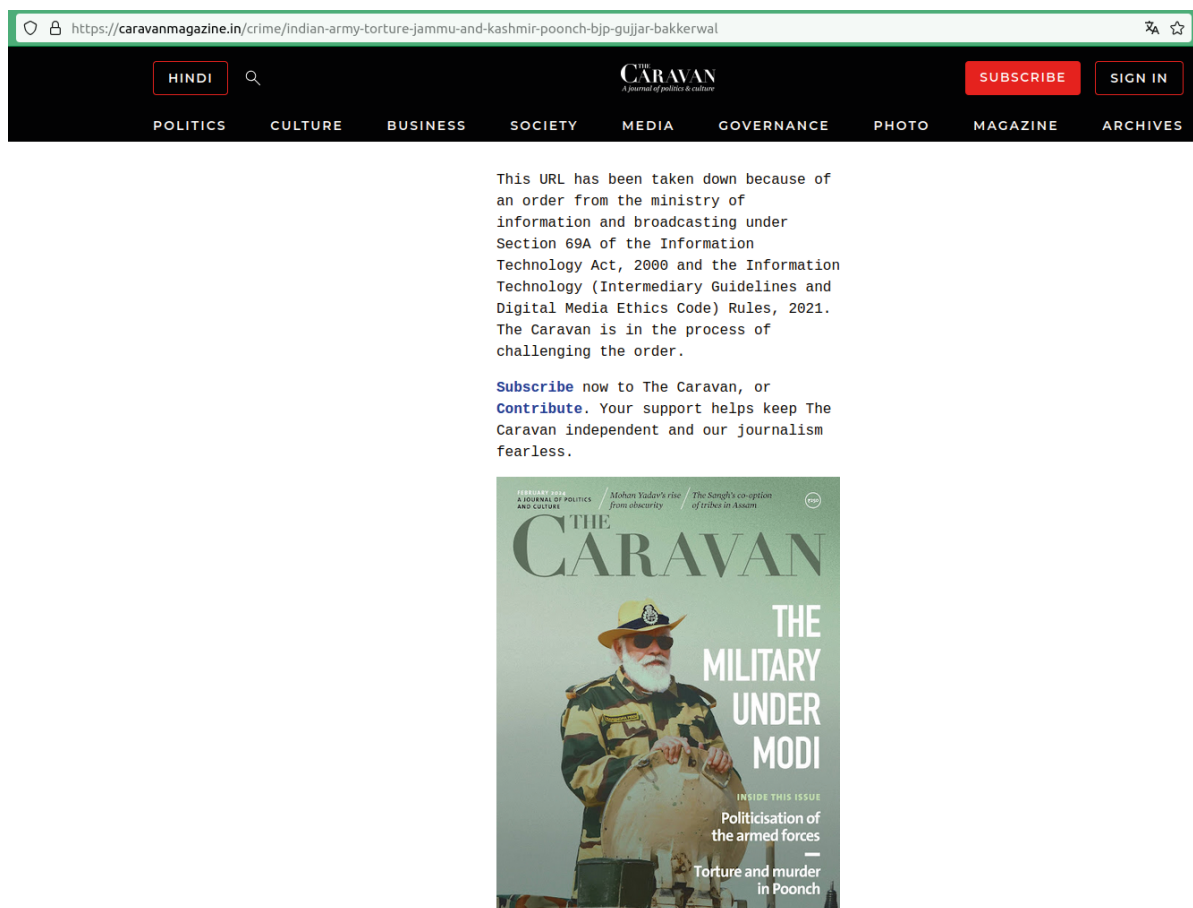 https://caravanmagazine.in/crime/indian-army-torture-jammu-and-kashmir-poonch-bjp-gujjar-bakkerwal
HINDI
THE
CARAVAN
A journal of politics & culture
SUBSCRIBE
SIGN IN
POLITICS CULTURE BUSINESS SOCIETY MEDIA GOVERNANCE PHOTO MAGAZINE ARCHIVES
This URL has been taken down because of
an order from the ministry of
information and broadcasting under
Section 69A of the Information
Technology Act, 2000 and the Information
Technology (Intermediary Guidelines and
Digital Media Ethics Code) Rules, 2021.
The Caravan is in the process of
challenging the order.
Subscribe now to The Caravan, or
Contribute. Your support helps keep The
Caravan independent and our journalism
fearless.
FEBRUARY 2024
A JOURNAL OF POLITICS
AND CULTURE
Mohan Yadav's rise
from obscurity
The Sangh's co-option
of tribes in Assam
THE
CARAVAN
THE
MILITARY
UNDER
MODI
INSIDE THIS ISSUE
Politicisation of
the armed forces
Torture and murder
in Poonch